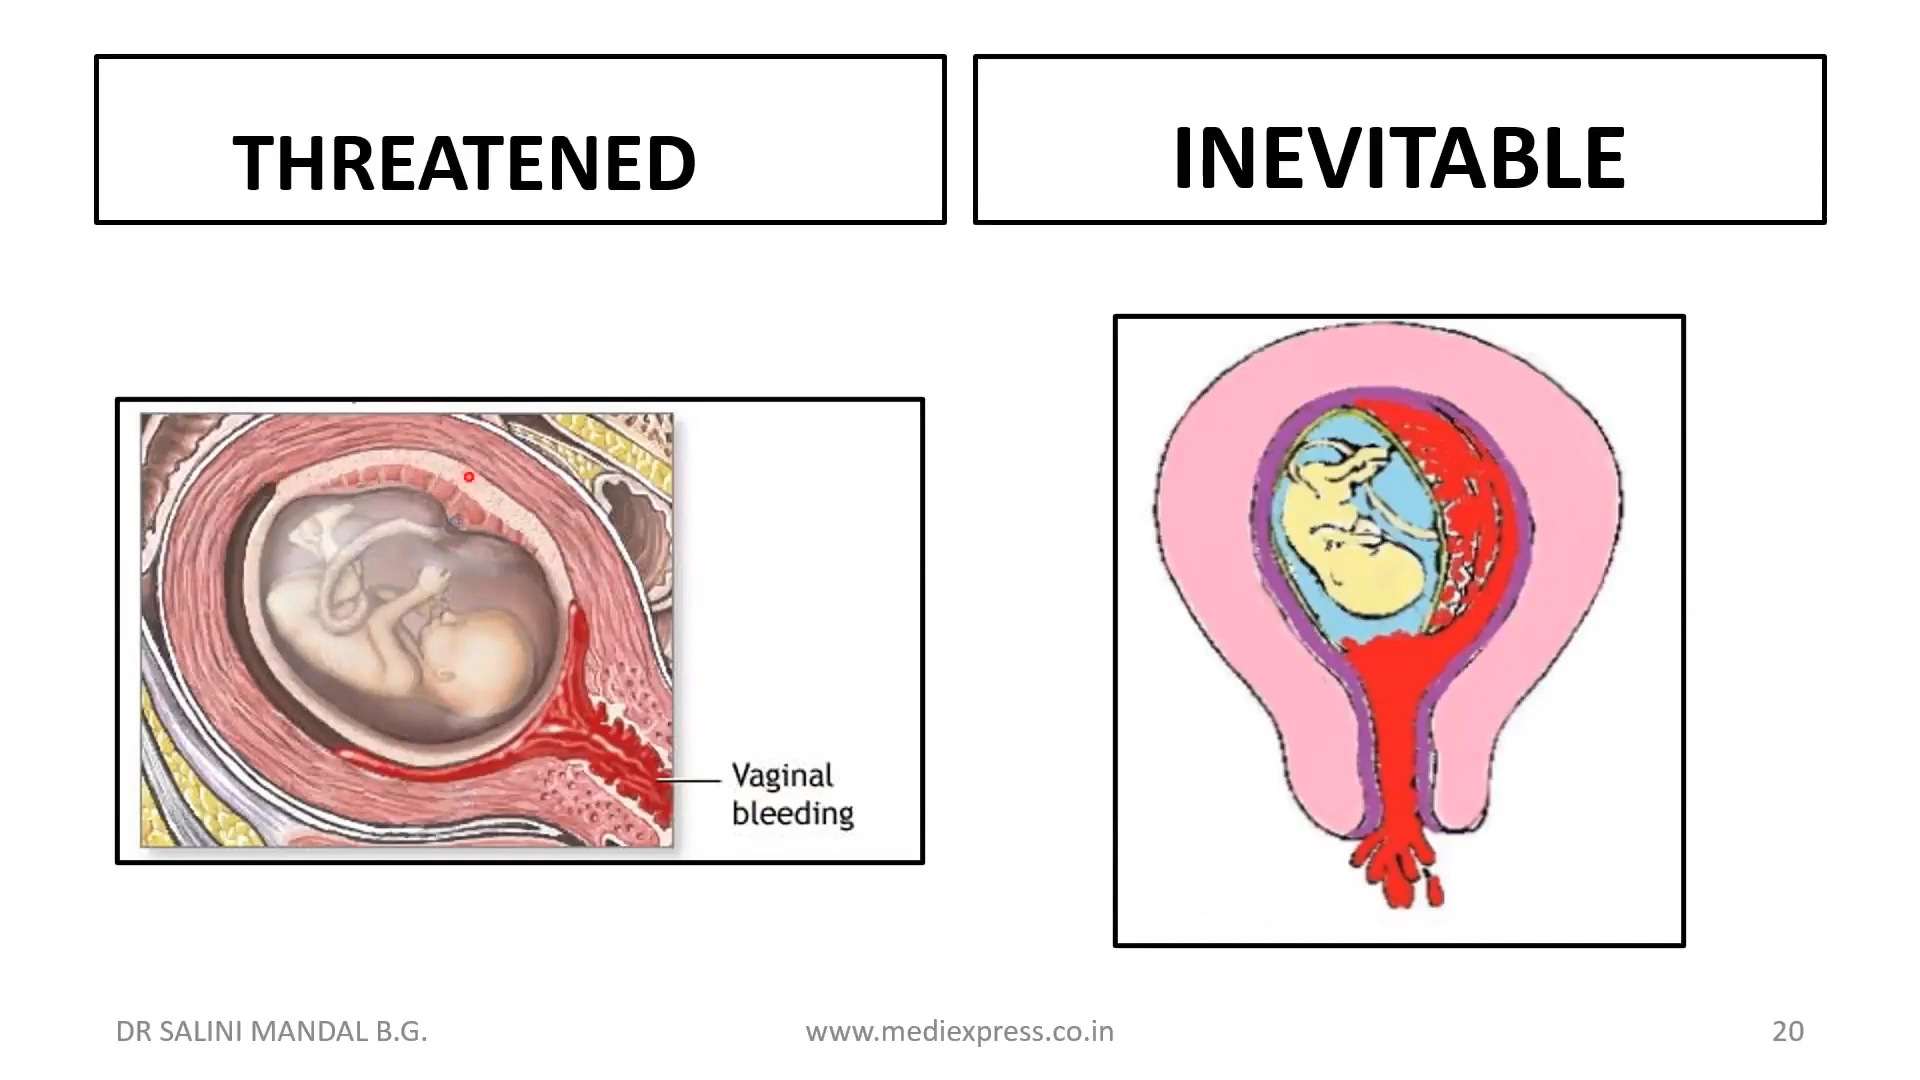 THREATENED
INEVITABLE
Vaginal
bleeding
DR SALINI MANDAL B.G.
www.mediexpress.co.in
20